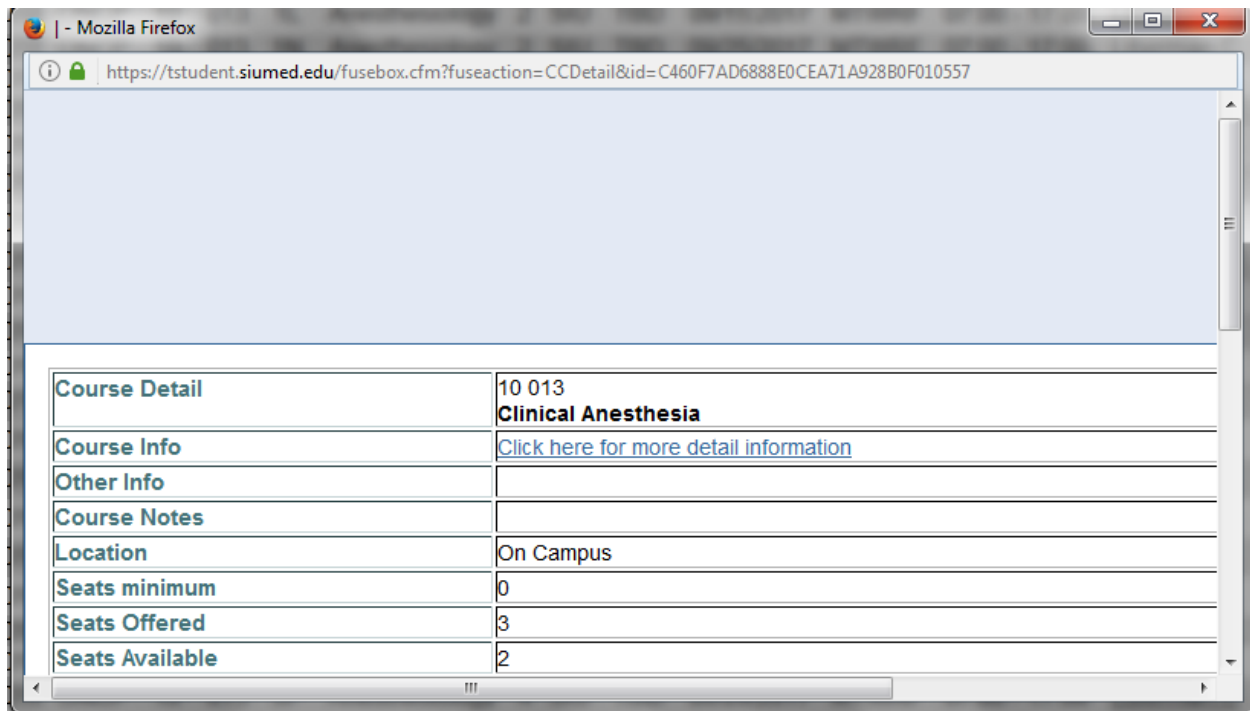 | - Mozilla Firefox
https://tstudent.siumed.edu/fusebox.cfm?fuseaction=CCDetail&id=C460F7AD6888E0CEA71A928B0F010557
Course Detail 10 013
Clinical Anesthesia
Course Info Click here for more detail information
Other Info
Course Notes
Location On Campus
Seats minimum 0
Seats Offered 3
Seats Available 2